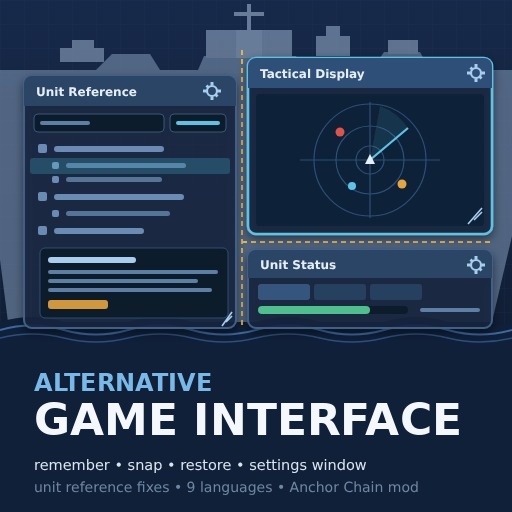 Unit Reference
Tactical Display
Unit Status
ALTERNATIVE
GAME INTERFACE
remember • snap • restore • settings window
unit reference fixes • 9 languages • Anchor Chain mod